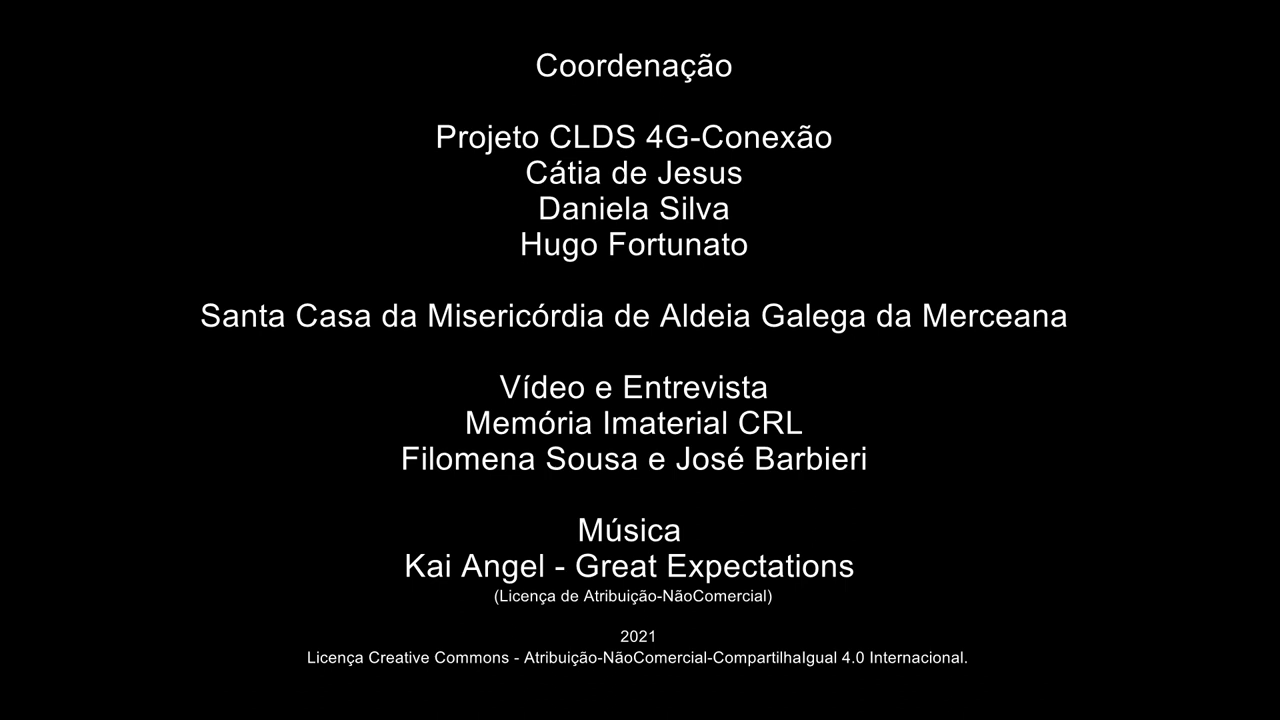 Coordenação
Projeto CLDS 4G-Conexão
Cátia de Jesus
Daniela Silva
Hugo Fortunato
Santa Casa da Misericórdia de Aldeia Galega da Merceana
Vídeo e Entrevista
Memória Imaterial CRL
Filomena Sousa e José Barbieri
Música
Kai Angel - Great Expectations
(Licença de Atribuição-NãoComercial)
2021
Licença Creative Commons - Atribuição-NãoComercial-CompartilhaIgual 4.0 Internacional.